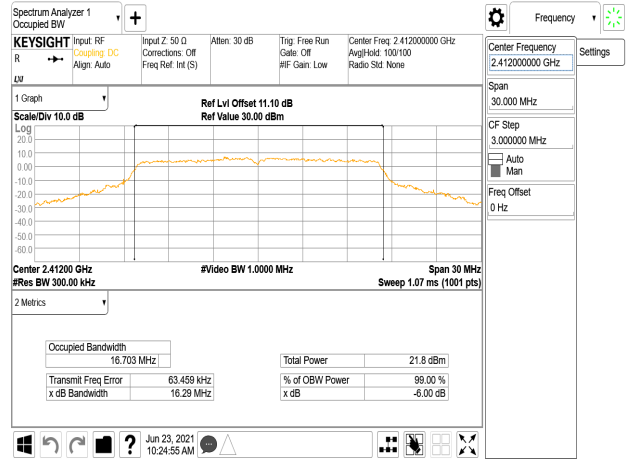 Spectrum Analyzer 1
Occupied BW
Frequency
KEYSIGHT
R
Input: RF
Coupling: DC
Align: Auto
Input Z: 50 Ω
Corrections: Off
Freq Ref: Int (S)
Atten: 30 dB
Trig: Free Run
Gate: Off
#IF Gain: Low
Center Freq: 2.412000000 GHz
Avg|Hold: 100/100
Radio Std: None
1 Graph
Scale/Div 10.0 dB
Ref Lvl Offset 11.10 dB
Ref Value 30.00 dBm
Log
20.0
10.0
0.00
-10.0
-20.0
-30.0
-40.0
-50.0
-60.0
Center 2.41200 GHz
#Res BW 300.00 kHz
#Video BW 1.0000 MHz
Span 30 MHz
Sweep 1.07 ms (1001 pts)
2 Metrics
Occupied Bandwidth
16.703 MHz
Transmit Freq Error 63.459 kHz
x dB Bandwidth 16.29 MHz
Total Power 21.8 dBm
% of OBW Power 99.00 %
x dB -6.00 dB
Jun 23, 2021
10:24:55 AM
Center Frequency
2.412000000 GHz
Settings
Span
30.000 MHz
CF Step
3.000000 MHz
Auto
Man
Freq Offset
0 Hz